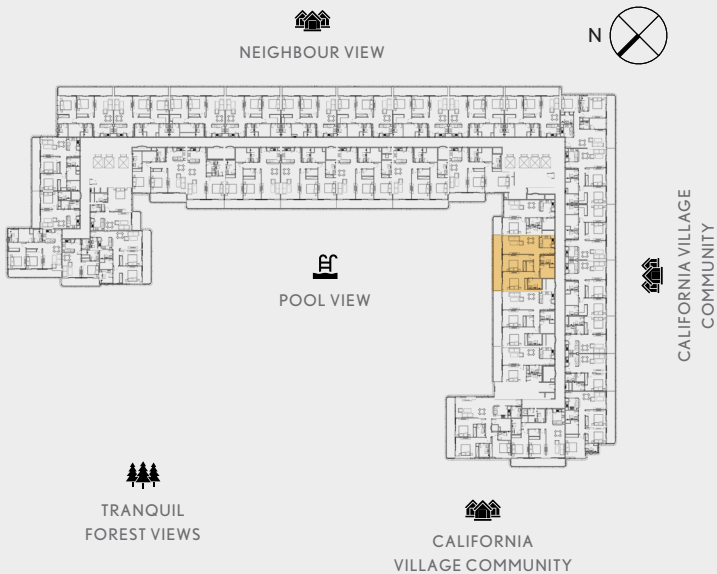 N
NEIGHBOUR VIEW
CALIFORNIA VILLAGE
COMMUNITY
POOL VIEW
TRANQUIL
FOREST VIEWS
CALIFORNIA
VILLAGE COMMUNITY